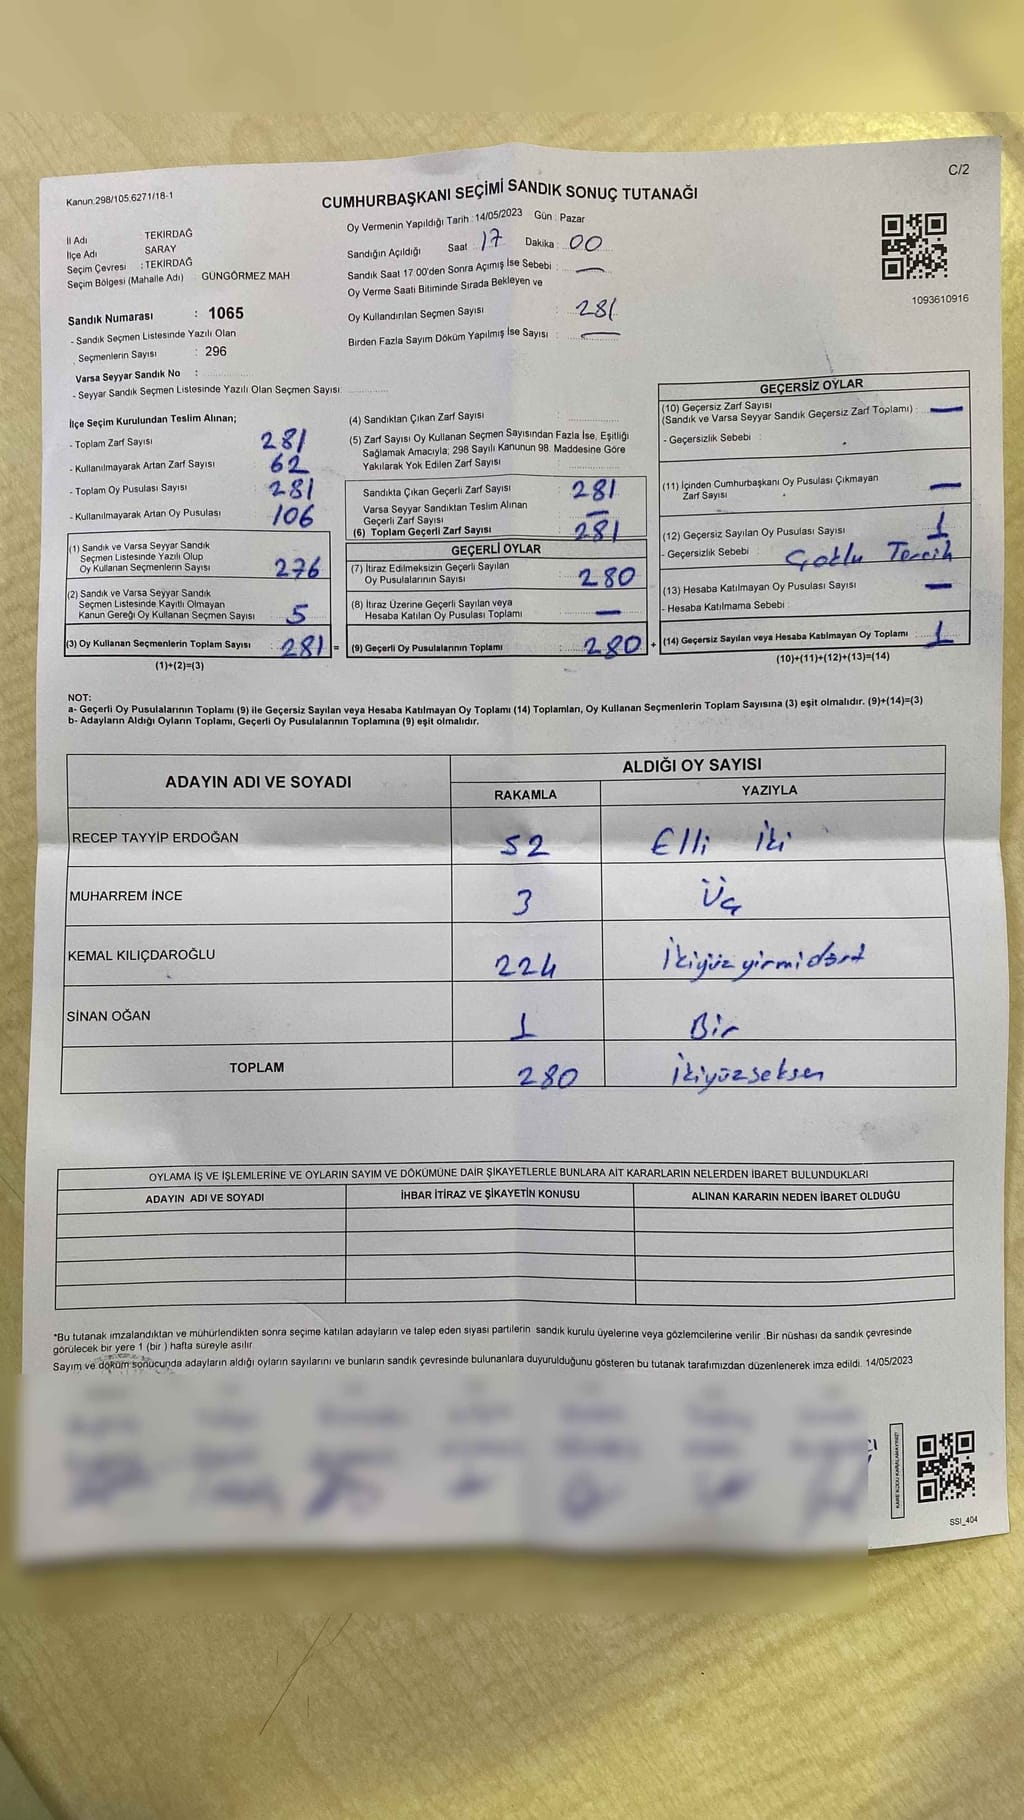 Kanun.298/105.6271/18-1
C/2
CUMHURBAŞKANI SEÇİMİ SANDIK SONUÇ TUTANAĞI
İl Adı TEKİRDAĞ
İlçe Adı SARAY
Seçim Çevresi : TEKİRDAĞ
Seçim Bölgesi (Mahalle Adı) GÜNGÖRMEZ MAH
Sandık Numarası : 1065
- Sandık Seçmen Listesinde Yazılı Olan
Seçmenlerin Sayısı : 296
Varsa Seyyar Sandık No :
- Seyyar Sandık Seçmen Listesinde Yazılı Olan Seçmen Sayısı:
Oy Vermenin Yapıldığı Tarih : 14/05/2023 Gün : Pazar
Sandığın Açıldığı Saat : 17 Dakika : 00
Sandık Saat 17 00'den Sonra Açımış İse Sebebi : —
Oy Verme Saati Bitiminde Sırada Bekleyen ve
Oy Kullandırılan Seçmen Sayısı : 281
Birden Fazla Sayım Döküm Yapılmış İse Sayısı : —
1093610916
İlçe Seçim Kurulundan Teslim Alınan;
- Toplam Zarf Sayısı 281
- Kullanılmayarak Artan Zarf Sayısı 62
- Toplam Oy Pusulası Sayısı 281
- Kullanılmayarak Artan Oy Pusulası 106
(1) Sandık ve Varsa Seyyar Sandık
Seçmen Listesinde Yazılı Olup
Oy Kullanan Seçmenlerin Sayısı 276
(2) Sandık ve Varsa Seyyar Sandık
Seçmen Listesinde Kayıtlı Olmayan
Kanun Gereği Oy Kullanan Seçmen Sayısı 5
(3) Oy Kullanan Seçmenlerin Toplam Sayısı : 281 =
(1)+(2)=(3)
(4) Sandıktan Çıkan Zarf Sayısı
(5) Zarf Sayısı Oy Kullanan Seçmen Sayısından Fazla İse, Eşitliği
Sağlamak Amacıyla; 298 Sayılı Kanunun 98. Maddesine Göre
Yakılarak Yok Edilen Zarf Sayısı
Sandıkta Çıkan Geçerli Zarf Sayısı 281
Varsa Seyyar Sandıktan Teslim Alınan
Geçerli Zarf Sayısı —
(6) Toplam Geçerli Zarf Sayısı 281
GEÇERLİ OYLAR
(7) İtiraz Edilmeksizin Geçerli Sayılan
Oy Pusulalarının Sayısı 280
(8) İtiraz Üzerine Geçerli Sayılan veya
Hesaba Katılan Oy Pusulası Toplamı —
(9) Geçerli Oy Pusulalarının Toplamı : 280 +
GEÇERSİZ OYLAR
(10) Geçersiz Zarf Sayısı
(Sandık ve Varsa Seyyar Sandık Geçersiz Zarf Toplamı) : —
- Geçersizlik Sebebi :
(11) İçinden Cumhurbaşkanı Oy Pusulası Çıkmayan
Zarf Sayısı —
(12) Geçersiz Sayılan Oy Pusulası Sayısı 1
- Geçersizlik Sebebi : Çoklu Tercih
(13) Hesaba Katılmayan Oy Pusulası Sayısı —
- Hesaba Katılmama Sebebi :
(14) Geçersiz Sayılan veya Hesaba Katılmayan Oy Toplamı 1
(10)+(11)+(12)+(13)=(14)
NOT:
a- Geçerli Oy Pusulalarının Toplamı (9) ile Geçersiz Sayılan veya Hesaba Katılmayan Oy Toplamı (14) Toplamları, Oy Kullanan Seçmenlerin Toplam Sayısına (3) eşit olmalıdır. (9)+(14)=(3)
b- Adayların Aldığı Oyların Toplamı, Geçerli Oy Pusulalarının Toplamına (9) eşit olmalıdır.
ADAYIN ADI VE SOYADI ALDIĞI OY SAYISI
RAKAMLA YAZIYLA
RECEP TAYYİP ERDOĞAN 52 Elli İki
MUHARREM İNCE 3 Üç
KEMAL KILIÇDAROĞLU 224 İkiyüz yirmi dört
SİNAN OĞAN 1 Bir
TOPLAM 280 İkiyüzseksen
OYLAMA İŞ VE İŞLEMLERİNE VE OYLARIN SAYIM VE DÖKÜMÜNE DAİR ŞİKAYETLERLE BUNLARA AİT KARARLARIN NELERDEN İBARET BULUNDUKLARI
ADAYIN ADI VE SOYADI İHBAR İTİRAZ VE ŞİKAYETİN KONUSU ALINAN KARARIN NEDEN İBARET OLDUĞU
*Bu tutanak imzalandıktan ve mühürlendikten sonra seçime katılan adayların ve talep eden siyasi partilerin sandık kurulu üyelerine veya gözlemcilerine verilir. Bir nüshası da sandık çevresinde
görülecek bir yere 1 (bir ) hafta süreyle asılır
Sayım ve döküm sonucunda adayların aldığı oyların sayılarını ve bunların sandık çevresinde bulunanlara duyurulduğunu gösteren bu tutanak tarafımızdan düzenlenerek imza edildi. 14/05/2023
KARE KODU KARALAMAYINIZ!
SSI_404